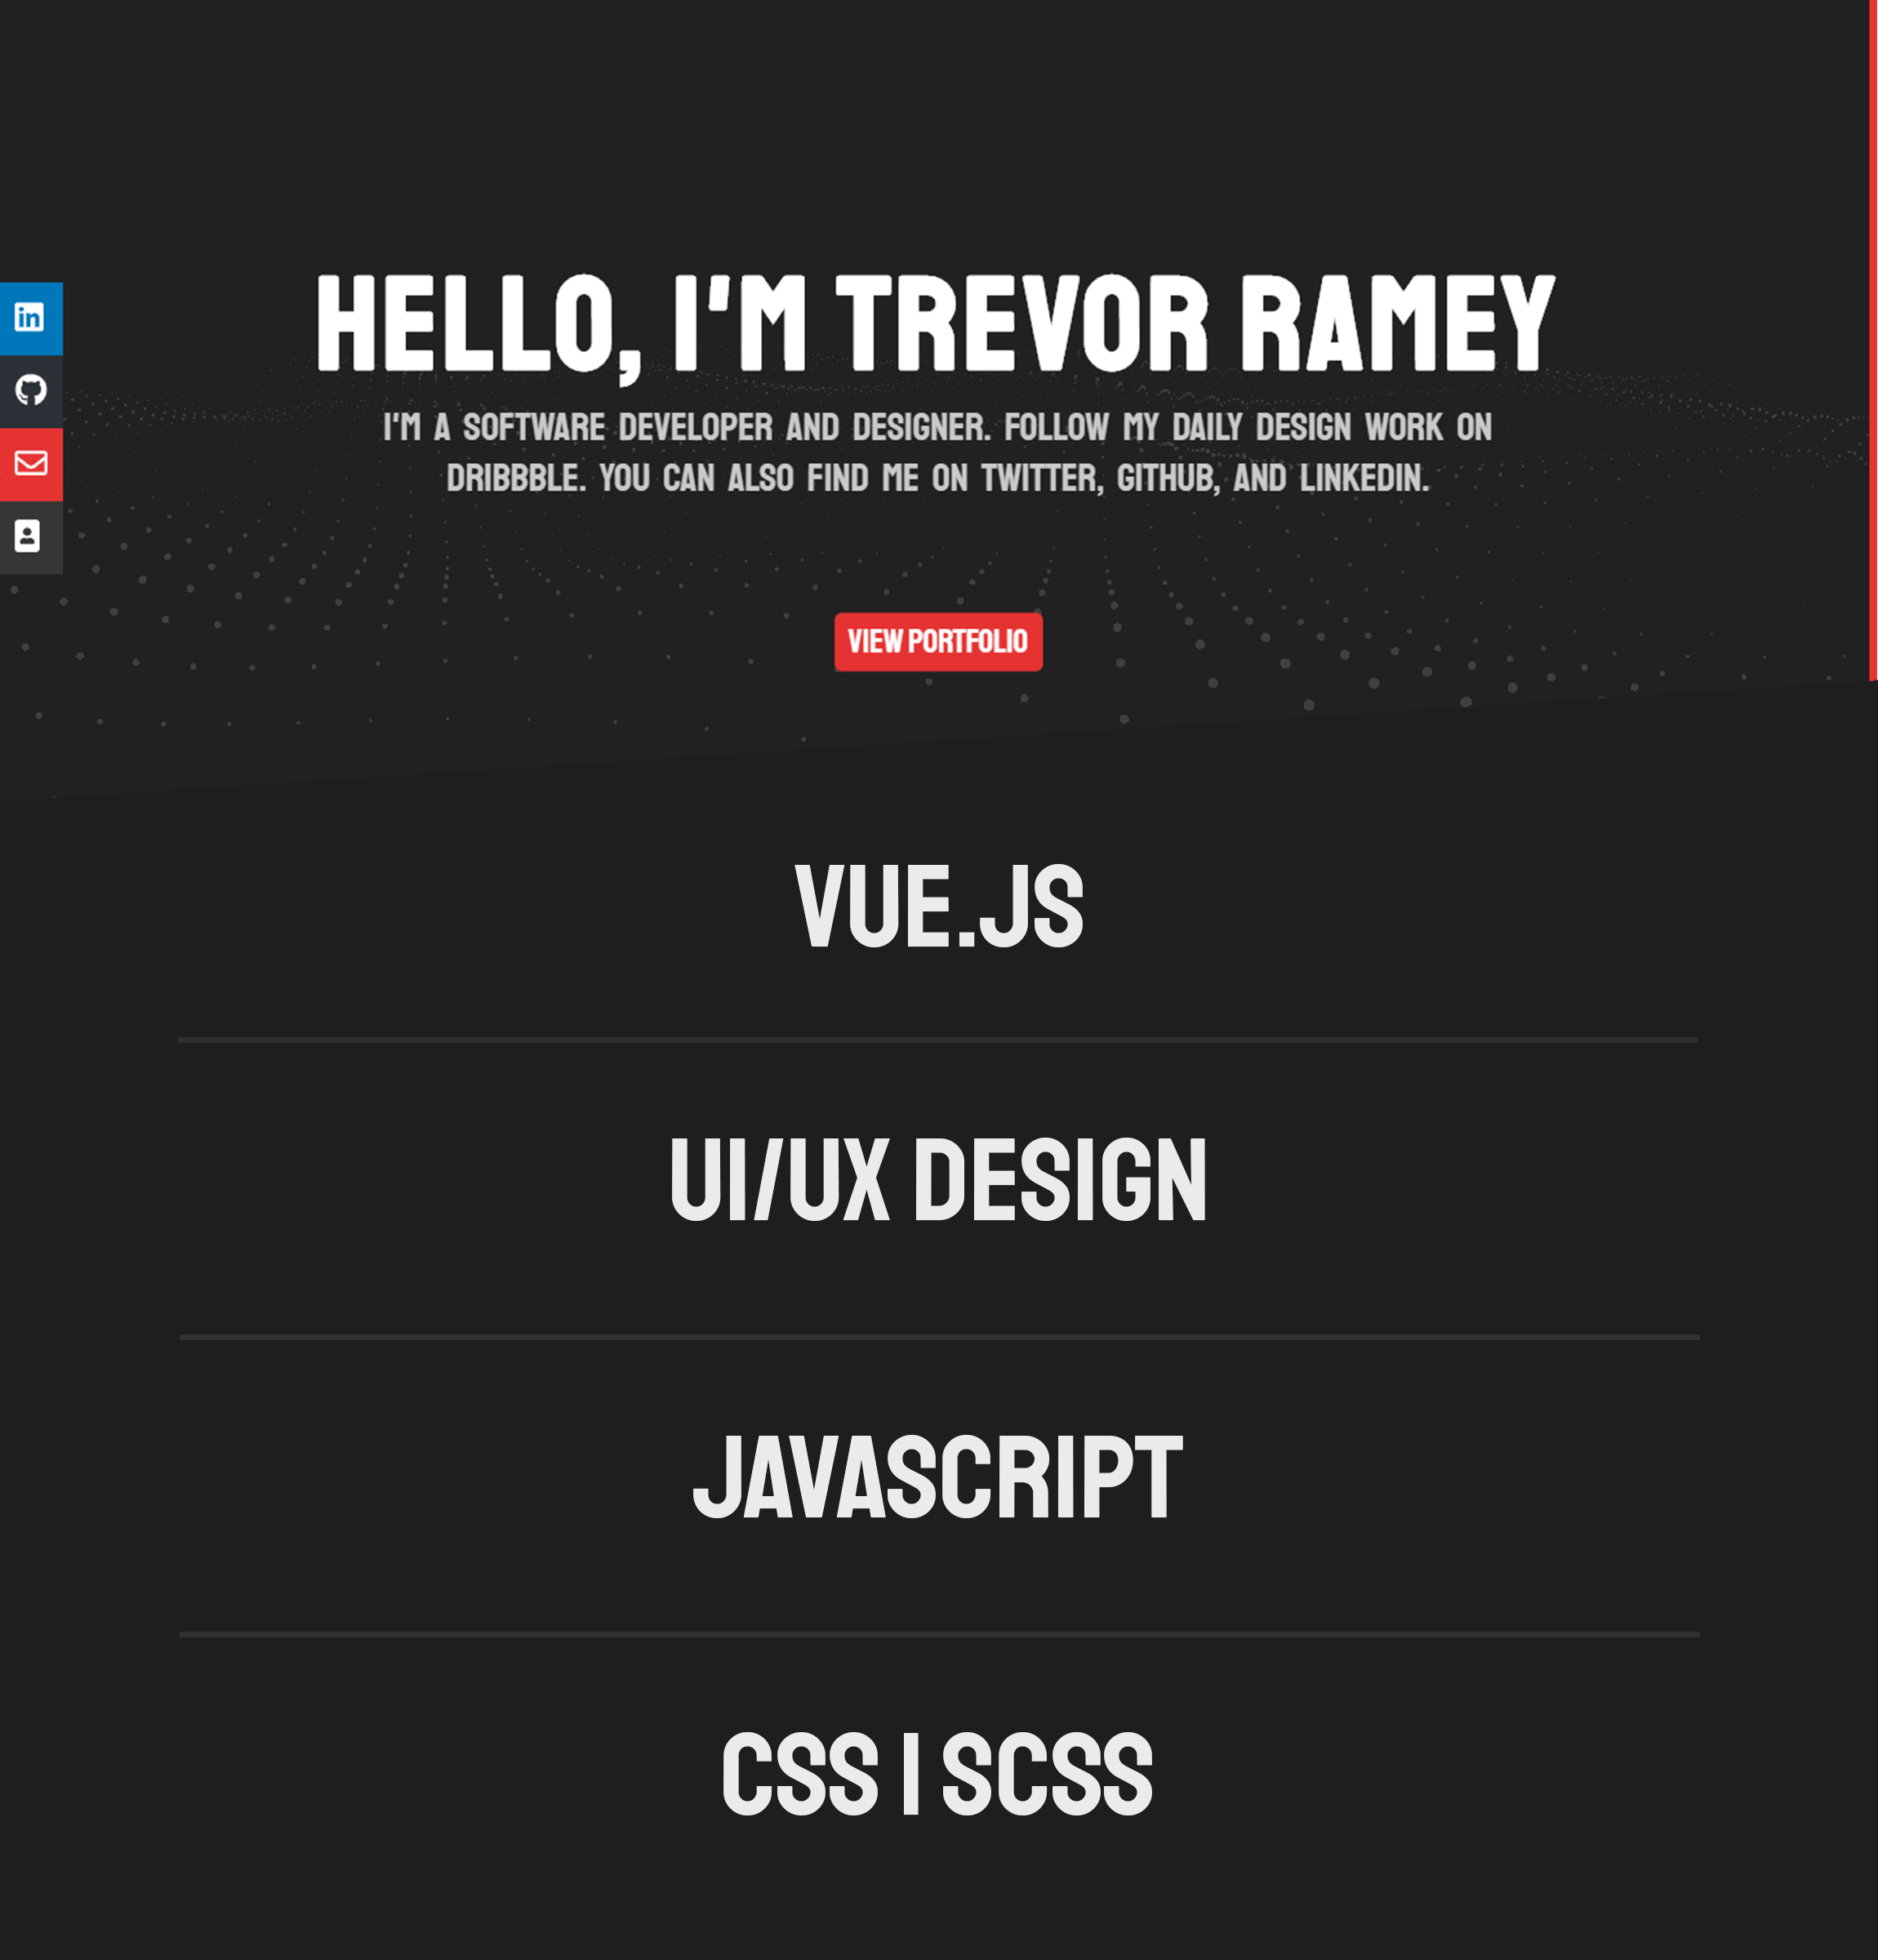 HELLO, I'M TREVOR RAMEY
I'M A SOFTWARE DEVELOPER AND DESIGNER. FOLLOW MY DAILY DESIGN WORK ON
DRIBBBLE. YOU CAN ALSO FIND ME ON TWITTER, GITHUB, AND LINKEDIN.
in
VIEW PORTFOLIO
VUE.JS
UI/UX DESIGN
JAVASCRIPT
CSS | SCSS